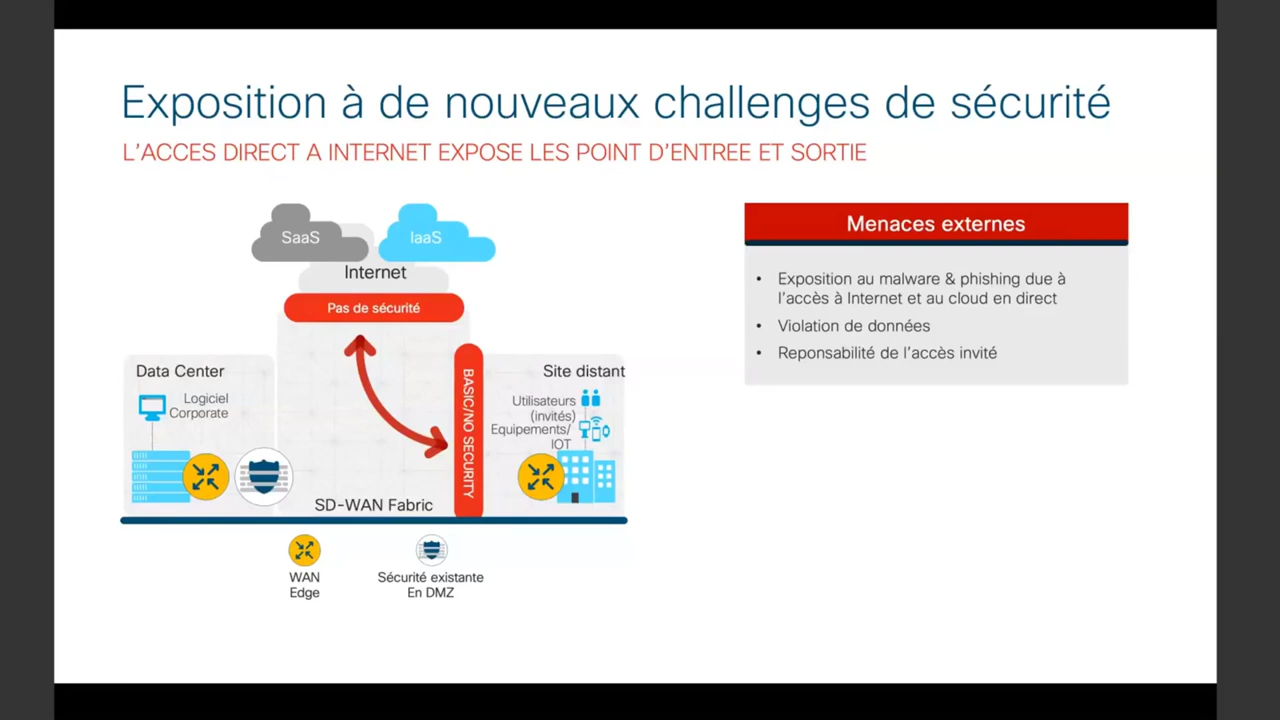 Exposition à de nouveaux challenges de sécurité
L'ACCES DIRECT A INTERNET EXPOSE LES POINT D'ENTREE ET SORTIE
SaaS
IaaS
Internet
Pas de sécurité
Data Center
Logiciel
Corporate
BASIC/NO SECURITY
Site distant
Utilisateurs
(invités)
Equipements/
IOT
SD-WAN Fabric
WAN
Edge
Sécurité existante
En DMZ
Menaces externes
• Exposition au malware & phishing due à
l'accès à Internet et au cloud en direct
• Violation de données
• Reponsabilité de l'accès invité